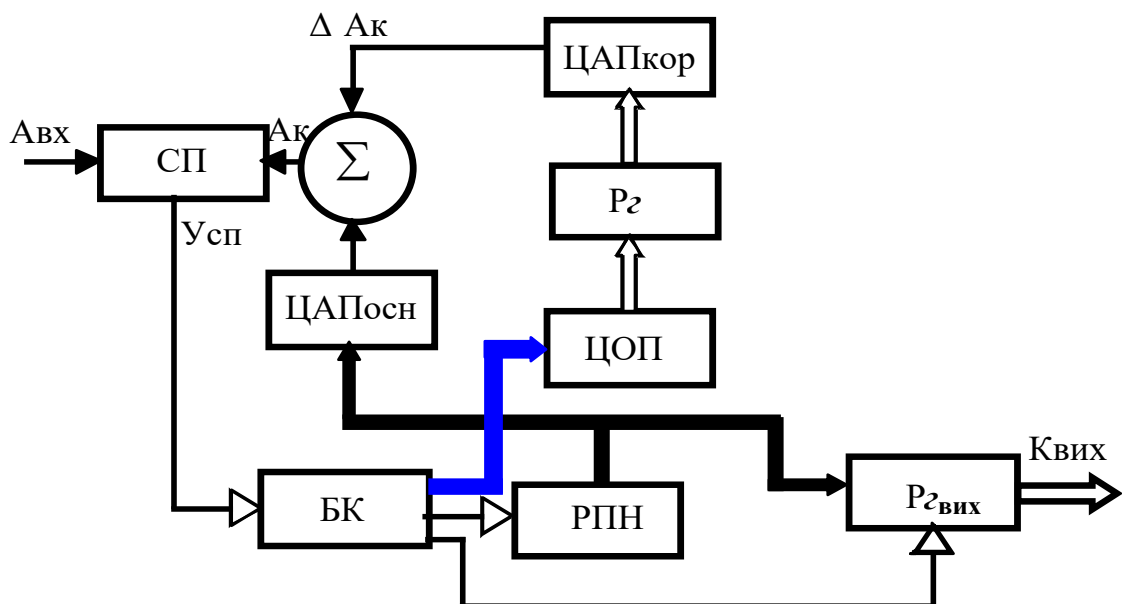 Δ Ак
ЦАПкор
Авх
СП
Ак
Σ
Рг
Усп
ЦАПосн
ЦОП
БК
РПН
Ргвих
Квих